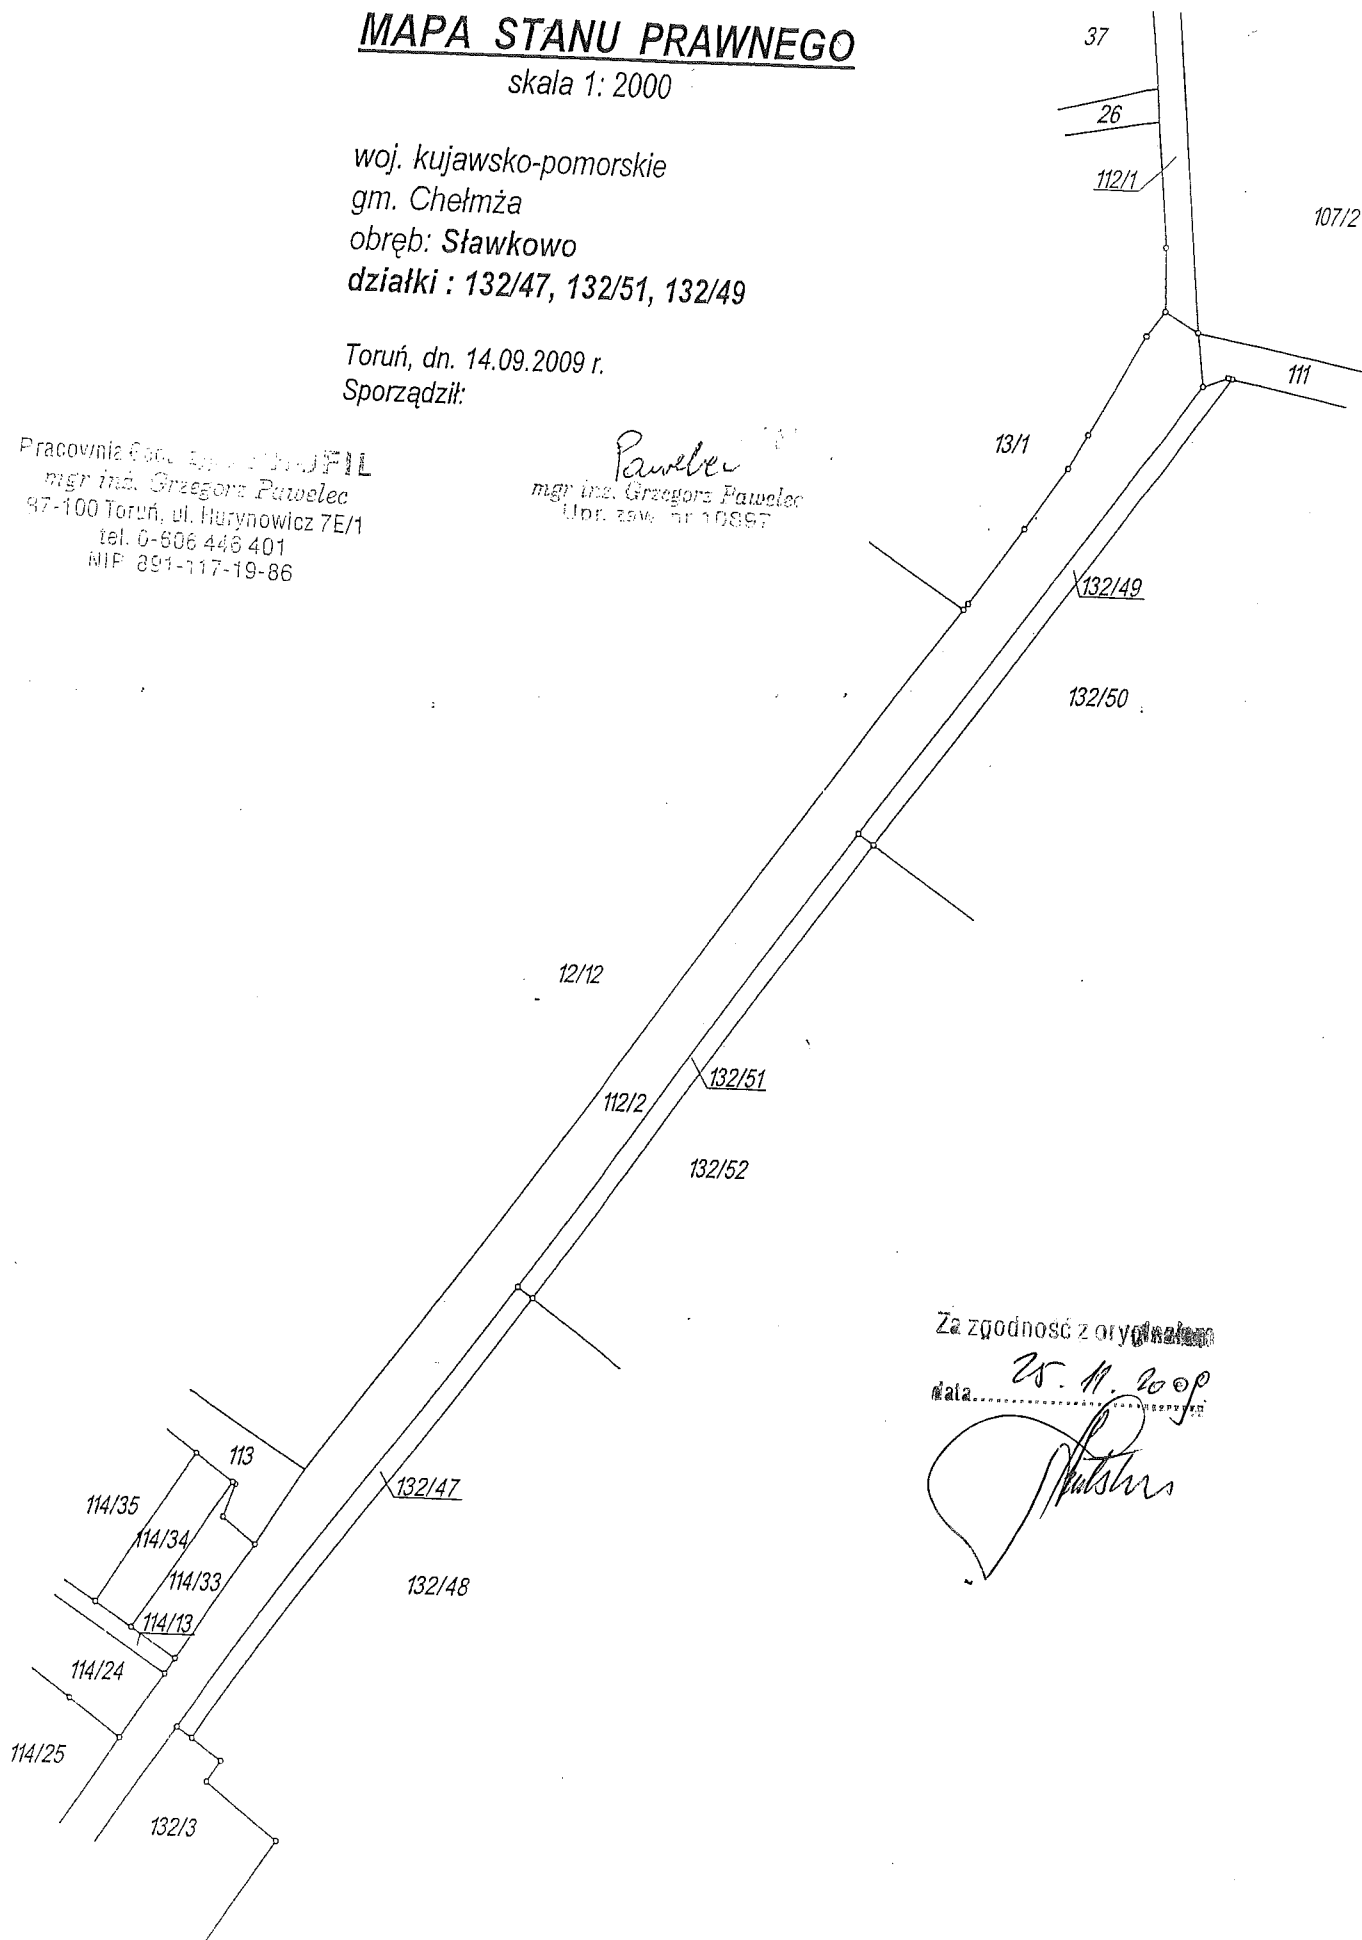 MAPA STANU PRAWNEGO
skala 1: 2000
woj. kujawsko-pomorskie
gm. Chełmża
obręb: Sławkowo
działki : 132/47, 132/51, 132/49
Toruń, dn. 14.09.2009 r.
Sporządził:
Pracownia
mgr inż. Grzegorz Pawelec
87-100 Toruń, ul. Hurynowicz 7E/1
tel. 0-606 446 401
NIP 891-117-19-86
Pawelec
mgr inż. Grzegorz Pawelec
Upr. zaw. nr 10897
37
26
112/1
107/2
111
13/1
132/49
132/50
12/12
132/51
112/2
132/52
Za zgodność z oryginałem
data 25. 11. 2009
113
132/47
114/35
114/34
114/33
132/48
114/13
114/24
114/25
132/3